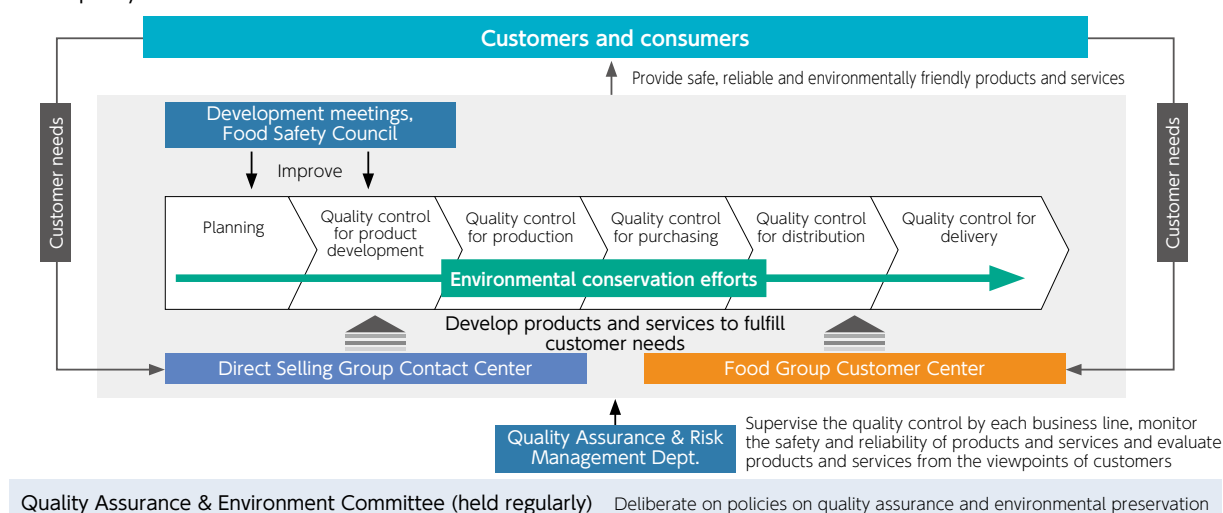 Customers and consumers
Provide safe, reliable and environmentally friendly products and services
Customer needs
Customer needs
Development meetings,
Food Safety Council
Improve
Planning
Quality control
for product
development
Quality control
for production
Quality control
for purchasing
Quality control
for distribution
Quality control for
delivery
Environmental conservation efforts
Develop products and services to fulfill
customer needs
Direct Selling Group Contact Center
Food Group Customer Center
Quality Assurance & Risk
Management Dept.
Supervise the quality control by each business line, monitor
the safety and reliability of products and services and evaluate
products and services from the viewpoints of customers
Quality Assurance & Environment Committee (held regularly) Deliberate on policies on quality assurance and environmental preservation